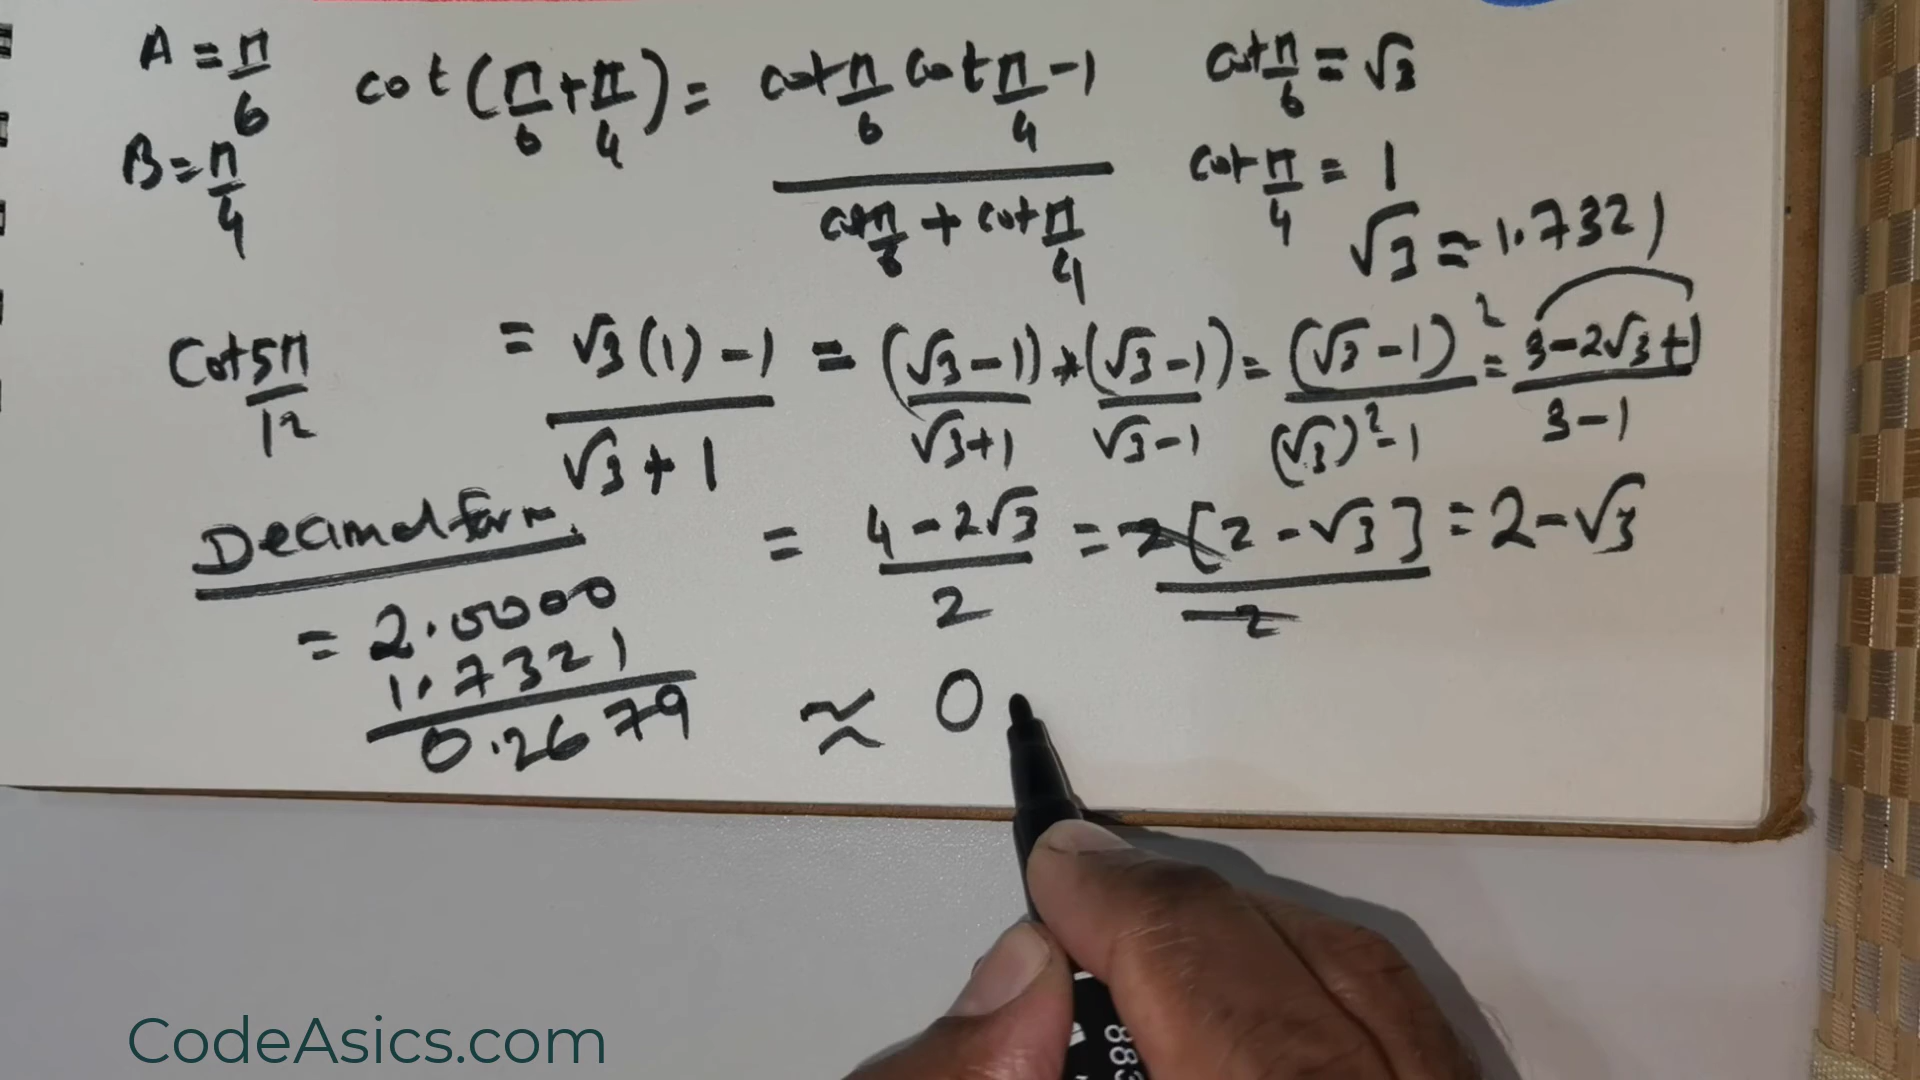 A = π/6
cot(π/6 + π/4) = (cot π/6 cot π/4 - 1)/(cot π/6 + cot π/4)
cot π/6 = √3
B = π/4
cot π/4 = 1
√3 = 1.7321
cot 5π/12
= (√3(1) - 1)/(√3 + 1) = (√3 - 1)/(√3 + 1) * (√3 - 1)/(√3 - 1) = (√3 - 1)²/((√3)² - 1) = (3 - 2√3 + 1)/(3 - 1)
Decimal form.
= (4 - 2√3)/2 = 2[2 - √3]/2 = 2 - √3
= 2.0000
1.7321
0.2679
≈ 0
CodeAsics.com
883